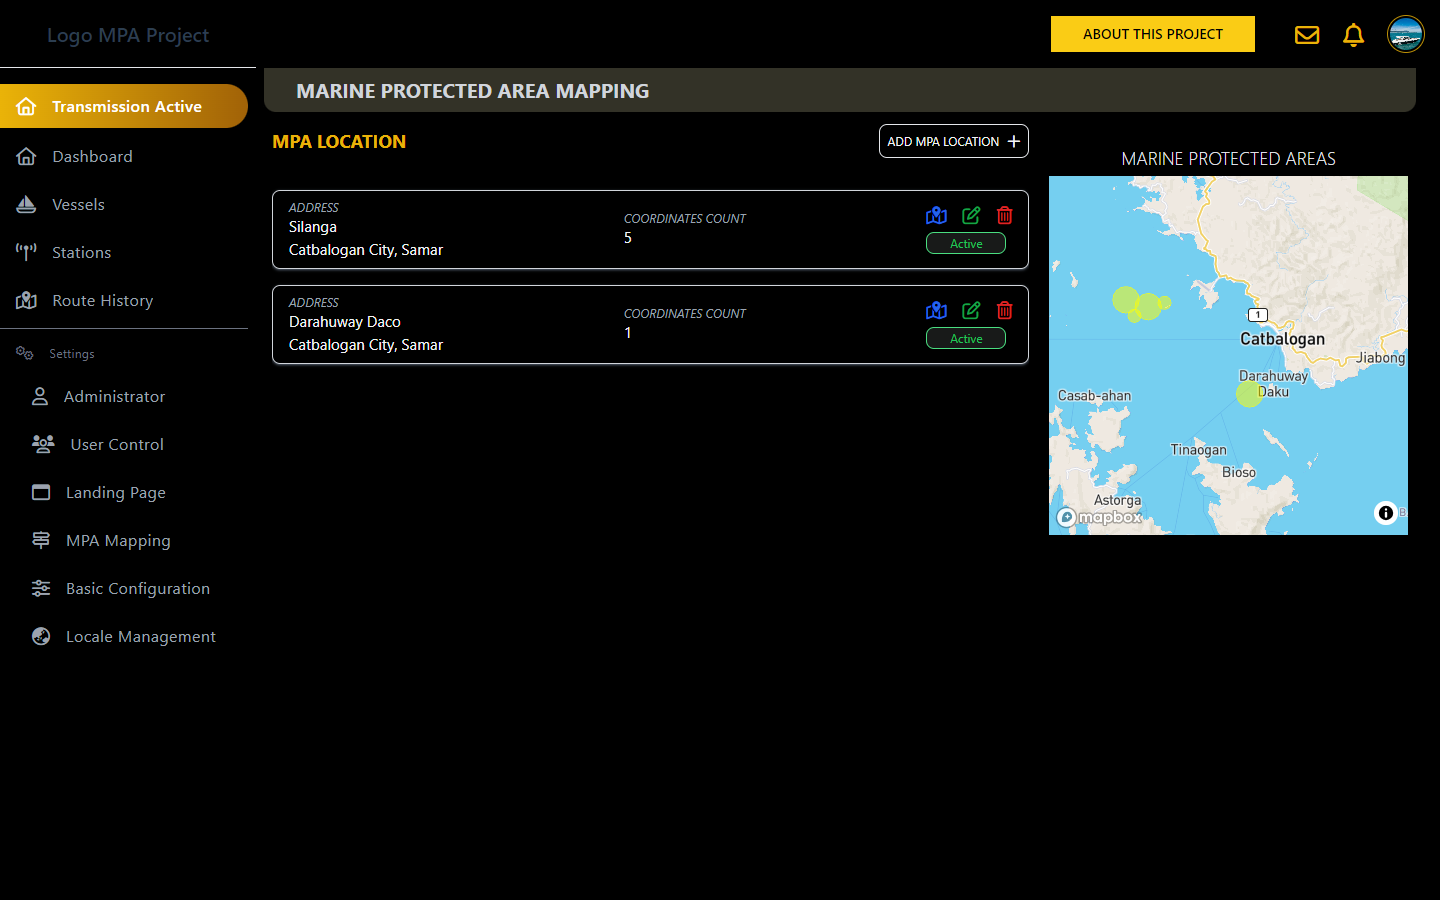 Logo MPA Project
ABOUT THIS PROJECT
Transmission Active
Dashboard
Vessels
Stations
Route History
Settings
Administrator
User Control
Landing Page
MPA Mapping
Basic Configuration
Locale Management
MARINE PROTECTED AREA MAPPING
MPA LOCATION
ADD MPA LOCATION
ADDRESS
Silanga
Catbalogan City, Samar
COORDINATES COUNT
5
Active
ADDRESS
Darahuway Daco
Catbalogan City, Samar
COORDINATES COUNT
1
Active
MARINE PROTECTED AREAS
1
Catbalogan
Jiabong
Darahuway
Daku
Casab-ahan
Tinaogan
Bioso
Astorga
mapbox
B